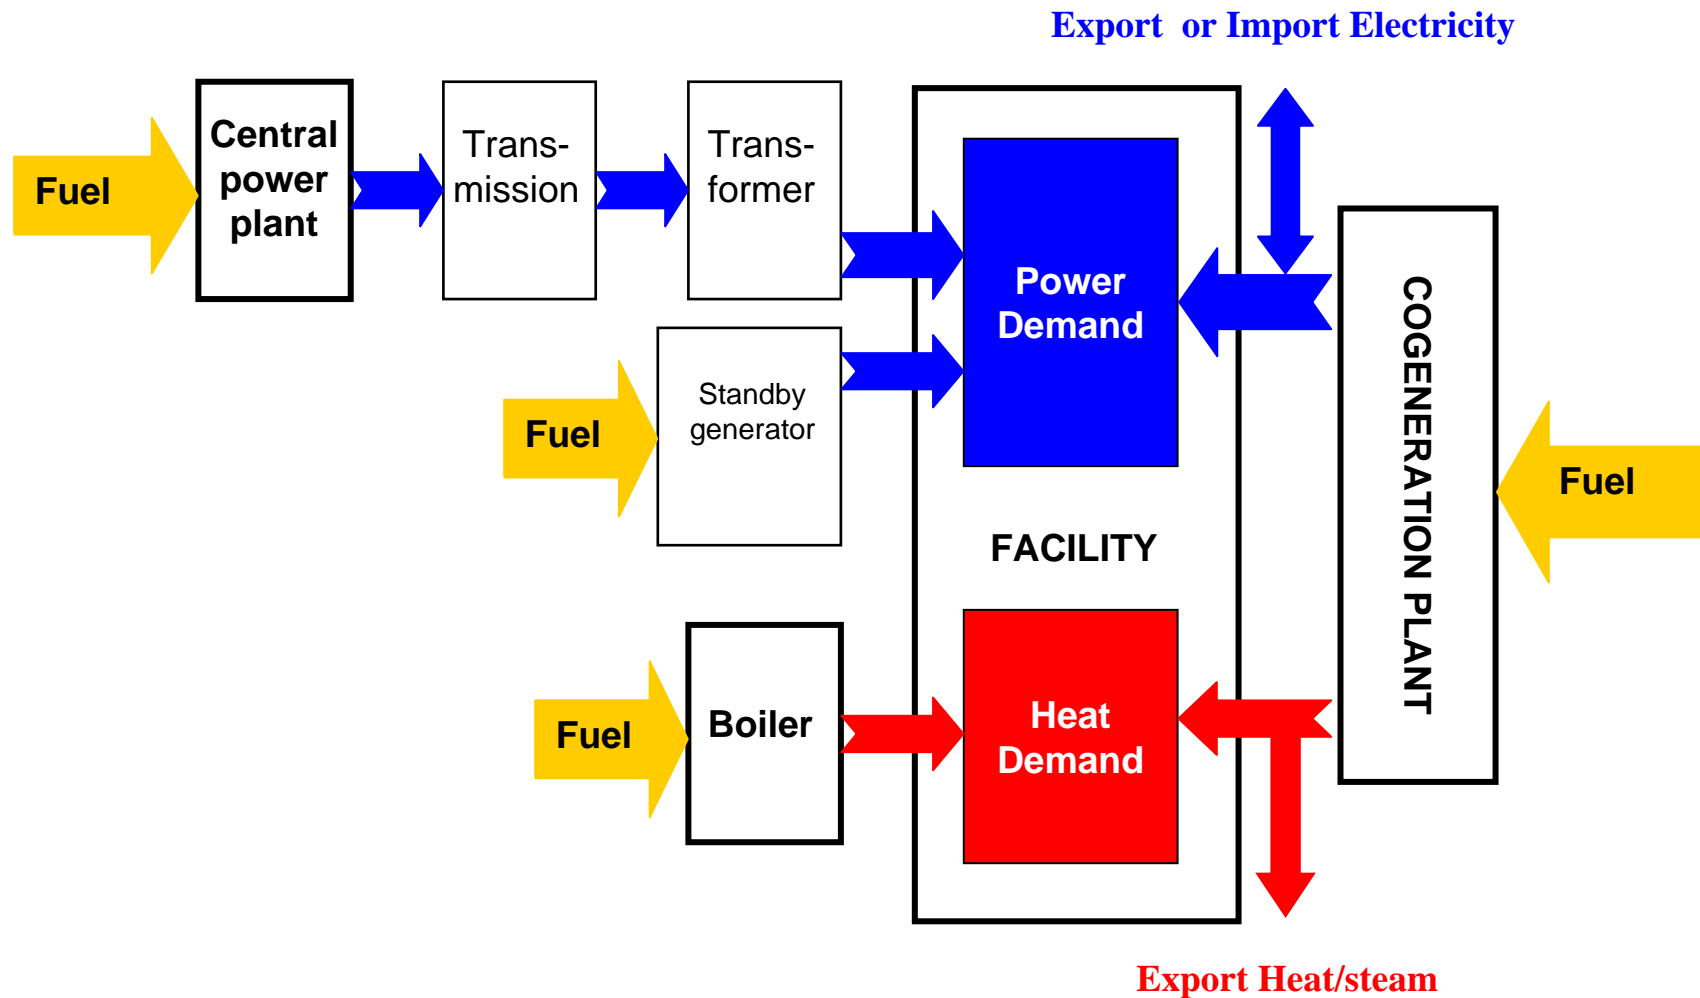 Export or Import Electricity
Fuel
Central
power
plant
Trans-
mission
Trans-
former
Power
Demand
Standby
generator
Fuel
FACILITY
COGENERATION PLANT
Fuel
Fuel
Boiler
Heat
Demand
Export Heat/steam